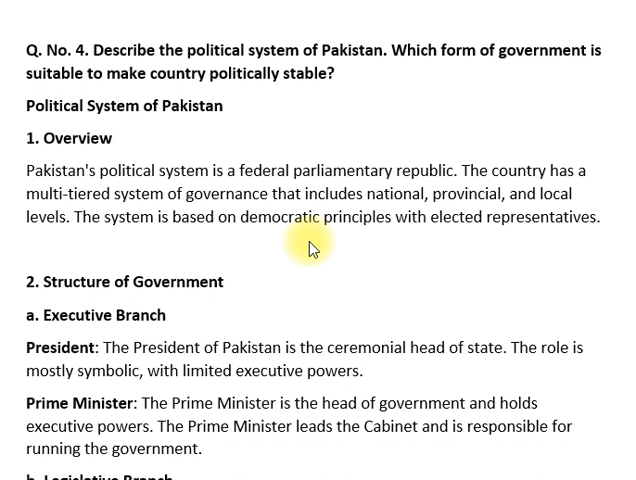 Q. No. 4. Describe the political system of Pakistan. Which form of government is
suitable to make country politically stable?
Political System of Pakistan
1. Overview
Pakistan's political system is a federal parliamentary republic. The country has a
multi-tiered system of governance that includes national, provincial, and local
levels. The system is based on democratic principles with elected representatives.
2. Structure of Government
a. Executive Branch
President: The President of Pakistan is the ceremonial head of state. The role is
mostly symbolic, with limited executive powers.
Prime Minister: The Prime Minister is the head of government and holds
executive powers. The Prime Minister leads the Cabinet and is responsible for
running the government.
b. Legislative Branch